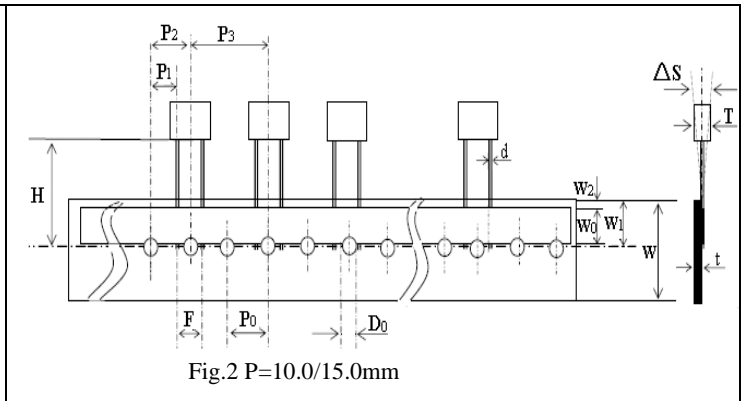 P2 P3
P1
ΔS
T
H
d
W2
W0 W1
W
t
F P0 D0
Fig.2 P=10.0/15.0mm